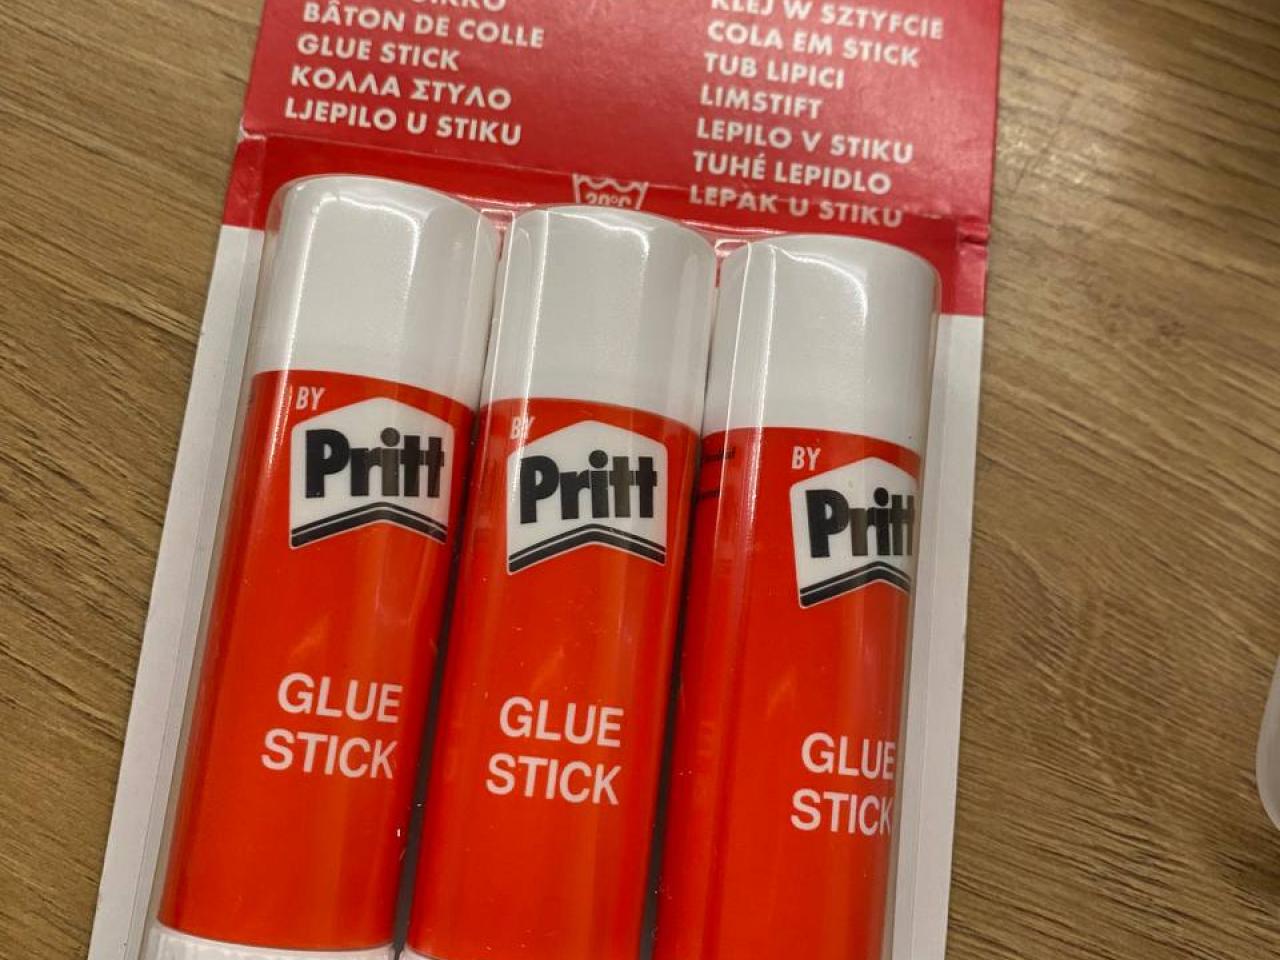 BÂTON DE COLLE
GLUE STICK
ΚΟΛΛΑ ΣΤΥΛΟ
LJEPILO U STIKU
KLEJ W SZTYFCIE
COLA EM STICK
TUB LIPICI
LIMSTIFT
LEPILO V STIKU
TUHÉ LEPIDLO
LEPAK U STIKU
20°C
BY
Pritt
GLUE
STICK
BY
Pritt
GLUE
STICK
BY
Pritt
GLUE
STICK